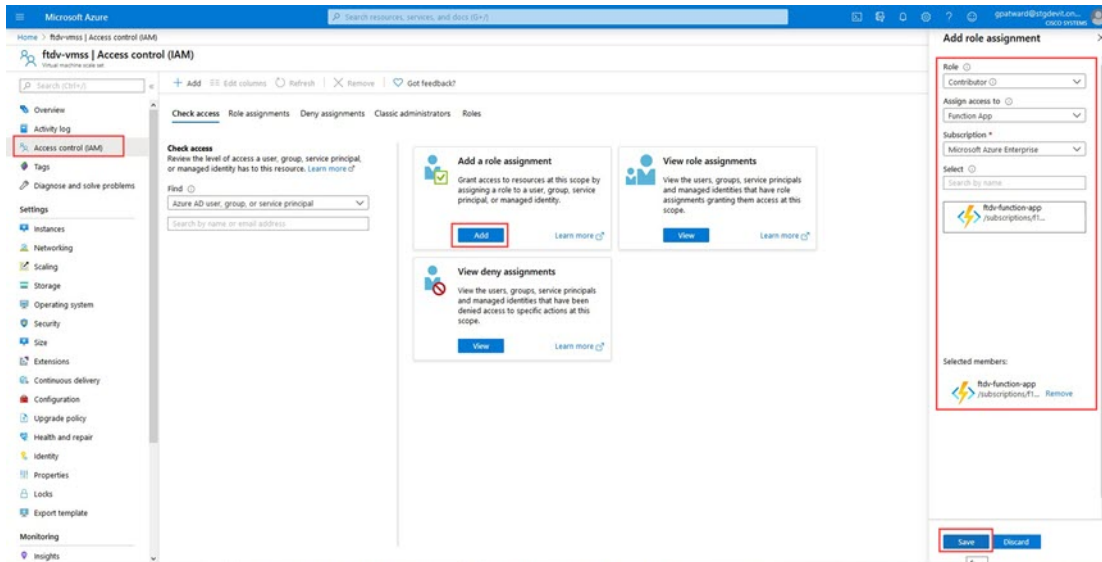 Microsoft Azure
Search resources, services, and docs (G+/)
gpatward@stgdevit.on...
CISCO SYSTEMS
Home > ftdv-vmss | Access control (IAM)
ftdv-vmss | Access control (IAM)
Virtual machine scale set
Search (Ctrl+/)
Overview
Activity log
Access control (IAM)
Tags
Diagnose and solve problems
Settings
Instances
Networking
Scaling
Storage
Operating system
Security
Size
Extensions
Continuous delivery
Configuration
Upgrade policy
Health and repair
Identity
Properties
Locks
Export template
Monitoring
Insights
Add Edit columns Refresh Remove Got feedback?
Check access Role assignments Deny assignments Classic administrators Roles
Check access
Review the level of access a user, group, service principal,
or managed identity has to this resource. Learn more
Find
Azure AD user, group, or service principal
Search by name or email address
Add a role assignment
Grant access to resources at this scope by
assigning a role to a user, group, service
principal, or managed identity.
Add Learn more
View role assignments
View the users, groups, service principals
and managed identities that have role
assignments granting them access at this
scope.
View Learn more
View deny assignments
View the users, groups, service principals
and managed identities that have been
denied access to specific actions at this
scope.
View Learn more
Add role assignment
Role
Contributor
Assign access to
Function App
Subscription *
Microsoft Azure Enterprise
Select
Search by name
ftdv-function-app
/subscriptions/f1...
Selected members:
ftdv-function-app
/subscriptions/f1... Remove
Save Discard